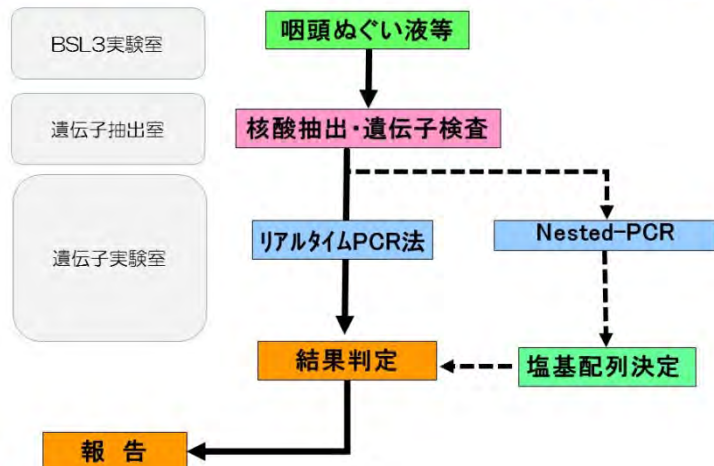 BSL3実験室
咽頭ぬぐい液等
遺伝子抽出室
核酸抽出・遺伝子検査
遺伝子実験室
リアルタイムPCR法
Nested-PCR
結果判定
塩基配列決定
報 告